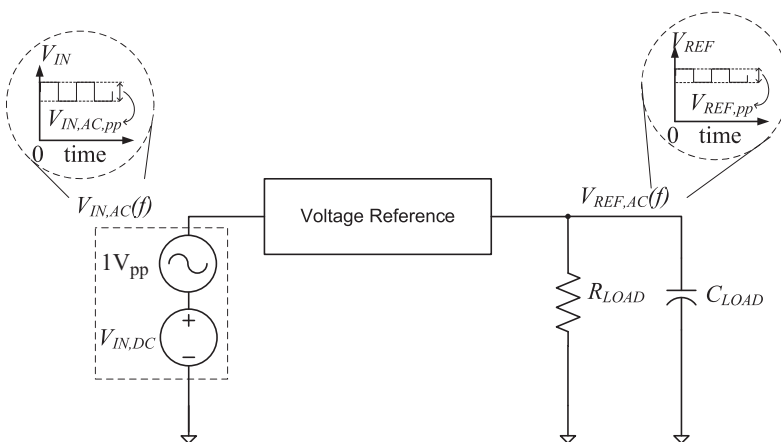 V_IN
V_IN,AC,pp
0 time
V_REF
V_REF,pp
0 time
V_IN,AC(f)
V_REF,AC(f)
Voltage Reference
1V_pp
R_LOAD
C_LOAD
V_IN,DC
+
−